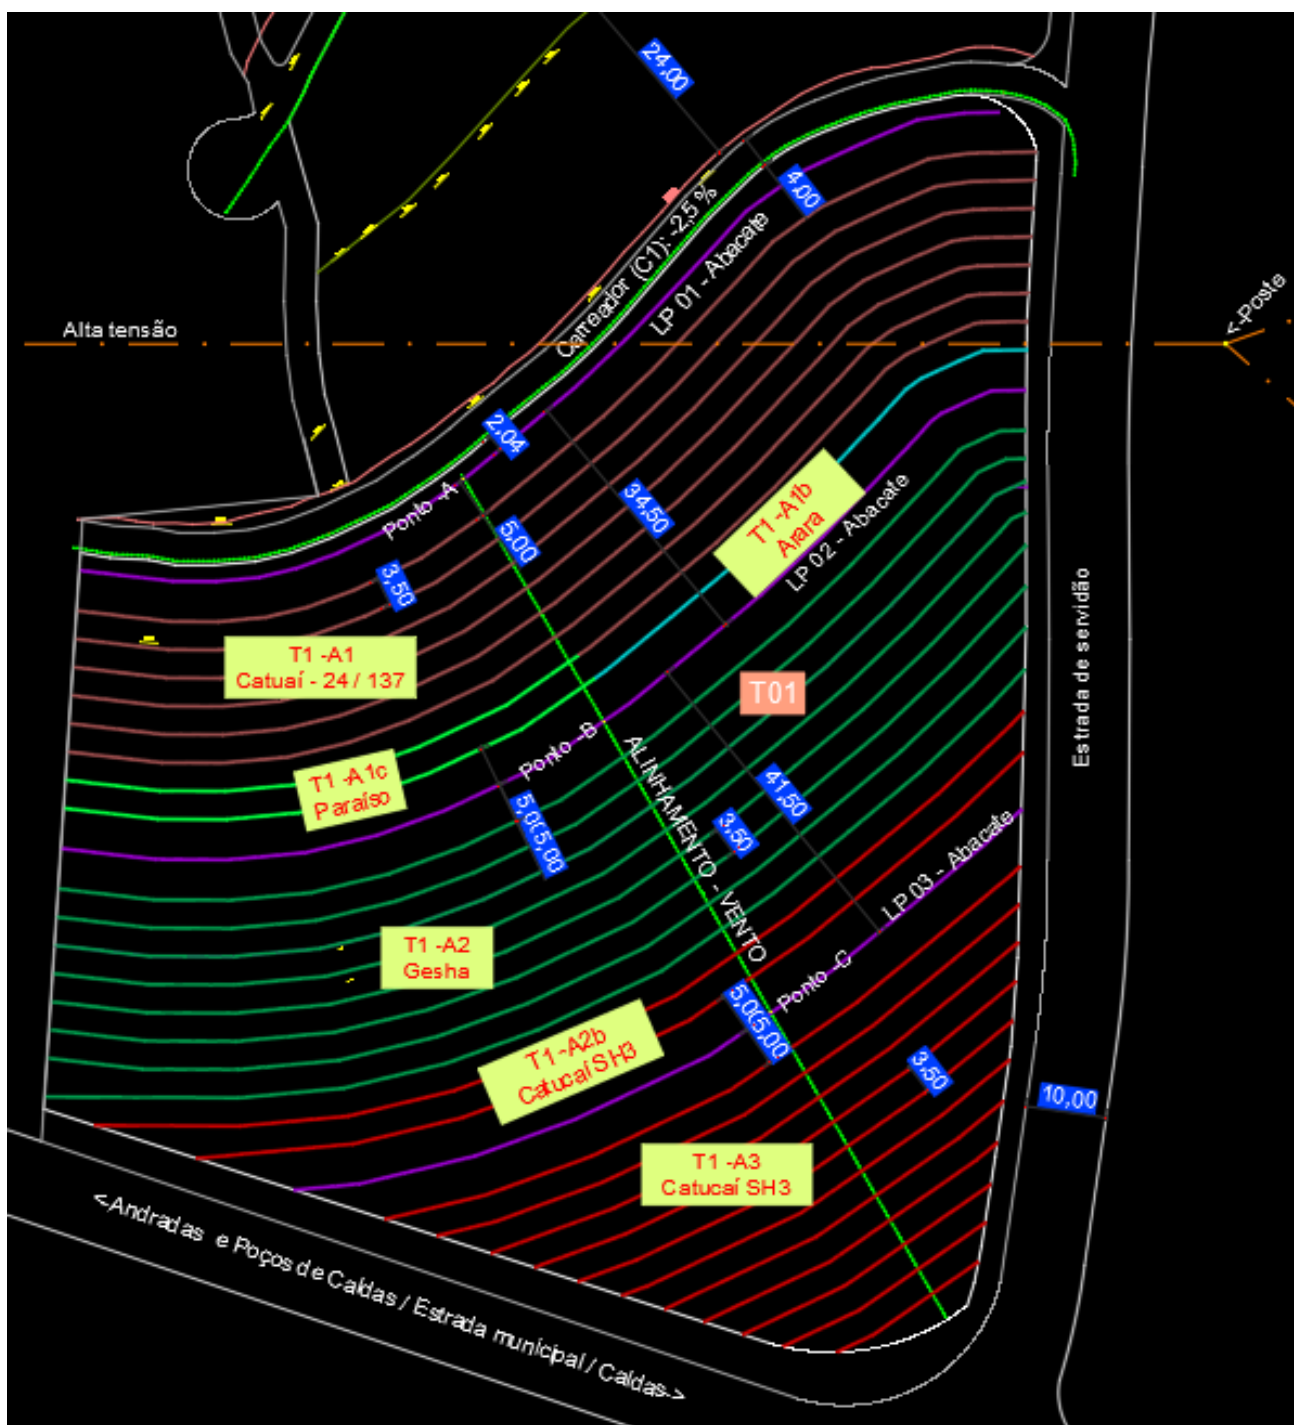 24,00
4,00
Carreador (C1): -2,5 %
LP 01 - Abacate
<-Poste
Alta tensão
2,04
Ponto -A
34,50
5,00
T1 -A1b
Arara
LP 02 - Abacate
3,50
T1 -A1
Catuaí - 24 / 137
T01
Estrada de servidão
T1 -A1c
Paraíso
Ponto -B
ALINHAMENTO - VENTO
41,50
3,50
5,00
5,00
LP 03 - Abacate
T1 -A2
Gesha
Ponto -C
5,00
5,00
T1 -A2b
Catucaí SH3
3,50
10,00
T1 -A3
Catucaí SH3
<Andradas e Poços de Caldas / Estrada municipal / Caldas->